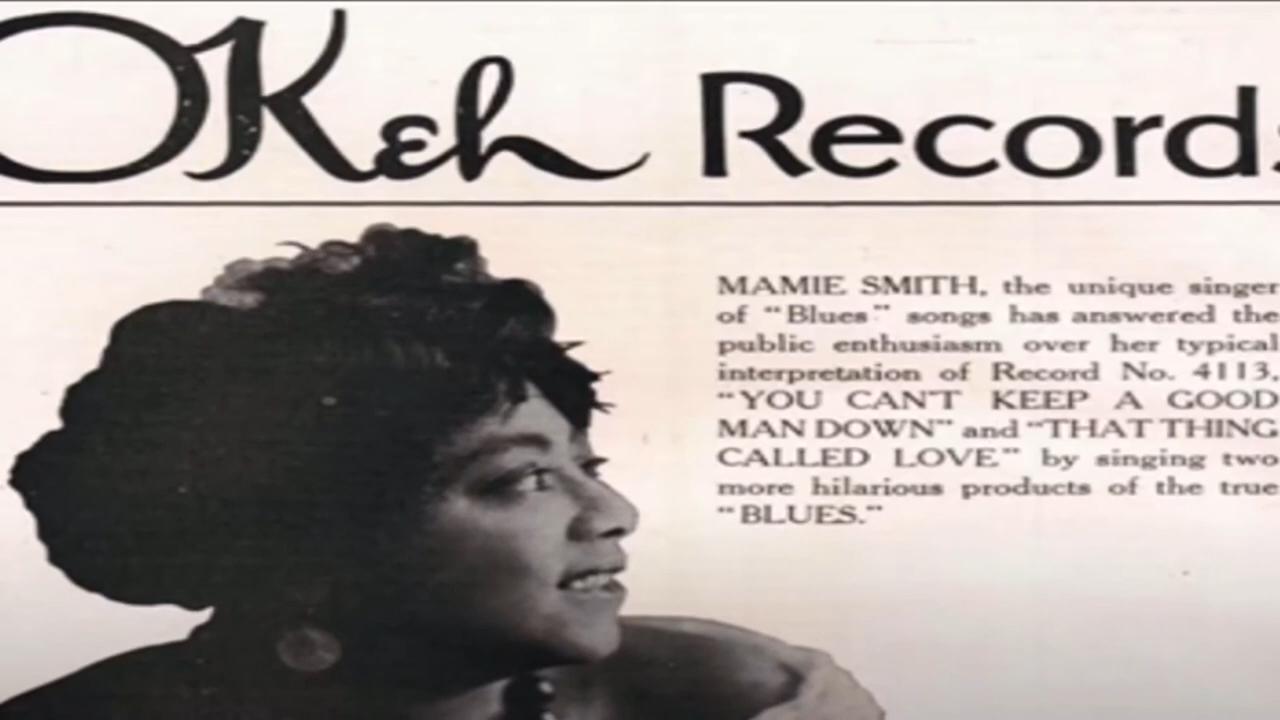 OKeh Records
MAMIE SMITH, the unique singer
of "Blues" songs has answered the
public enthusiasm over her typical
interpretation of Record No. 4113,
"YOU CAN'T KEEP A GOOD
MAN DOWN" and "THAT THING
CALLED LOVE" by singing two
more hilarious products of the true
"BLUES."